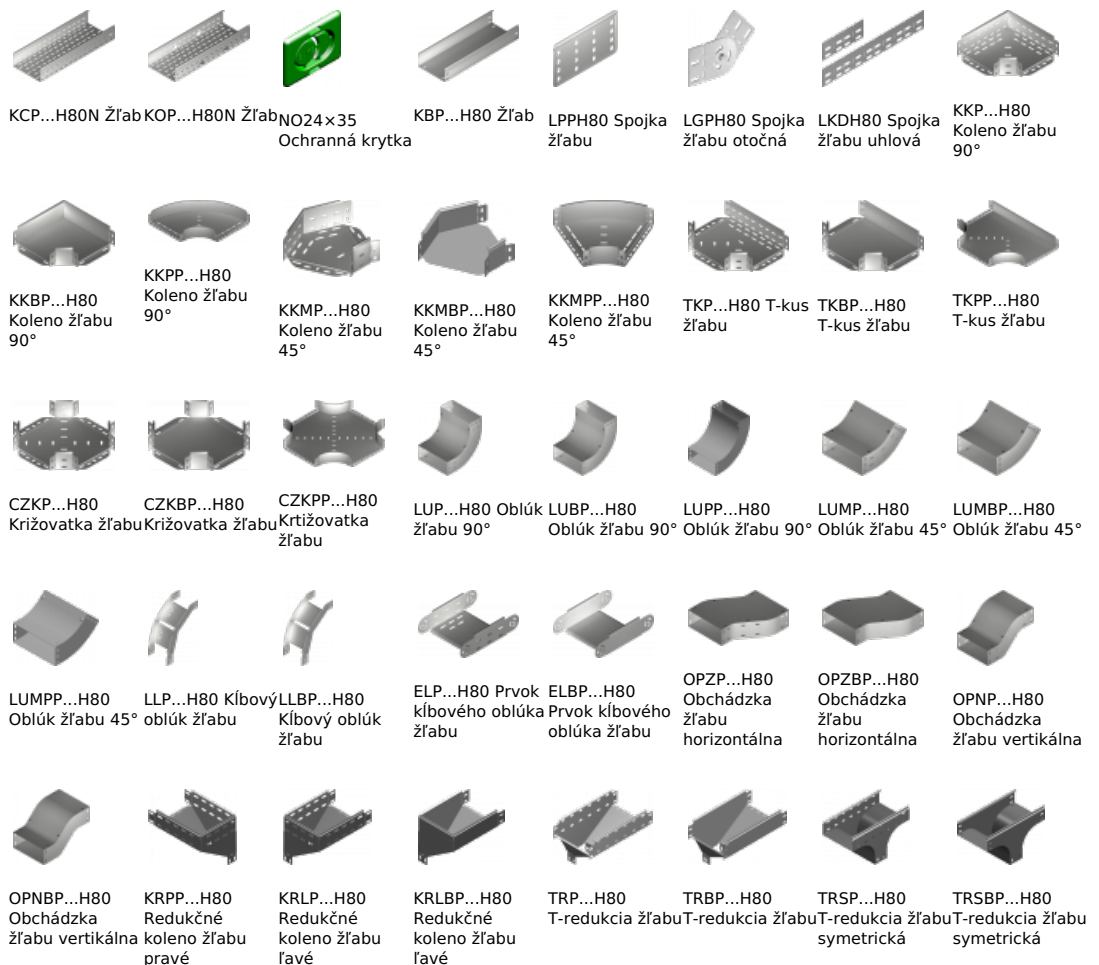 KCP...H80N Žľab
KOP...H80N Žľab
NO24×35
Ochranná krytka
KBP...H80 Žľab
LPPH80 Spojka
žľabu
LGPH80 Spojka
žľabu otočná
LKDH80 Spojka
žľabu uhlová
KKP...H80
Koleno žľabu
90°
KKBP...H80
Koleno žľabu
90°
KKPP...H80
Koleno žľabu
90°
KKMP...H80
Koleno žľabu
45°
KKMBP...H80
Koleno žľabu
45°
KKMPP...H80
Koleno žľabu
45°
TKP...H80 T-kus
žľabu
TKBP...H80
T-kus žľabu
TKPP...H80
T-kus žľabu
CZKP...H80
Križovatka žľabu
CZKBP...H80
Križovatka žľabu
CZKPP...H80
Krtižovatka
žľabu
LUP...H80 Oblúk
žľabu 90°
LUBP...H80
Oblúk žľabu 90°
LUPP...H80
Oblúk žľabu 90°
LUMP...H80
Oblúk žľabu 45°
LUMBP...H80
Oblúk žľabu 45°
LUMPP...H80
Oblúk žľabu 45°
LLP...H80 Kĺbový
oblúk žľabu
LLBP...H80
Kĺbový oblúk
žľabu
ELP...H80 Prvok
kĺbového oblúka
žľabu
ELBP...H80
Prvok kĺbového
oblúka žľabu
OPZP...H80
Obchádzka
žľabu
horizontálna
OPZBP...H80
Obchádzka
žľabu
horizontálna
OPNP...H80
Obchádzka
žľabu vertikálna
OPNBP...H80
Obchádzka
žľabu vertikálna
KRPP...H80
Redukčné
koleno žľabu
pravé
KRLP...H80
Redukčné
koleno žľabu
ľavé
KRLBP...H80
Redukčné
koleno žľabu
ľavé
TRP...H80
T-redukcia žľabu
TRBP...H80
T-redukcia žľabu
TRSP...H80
T-redukcia žľabu
symetrická
TRSBP...H80
T-redukcia žľabu
symetrická